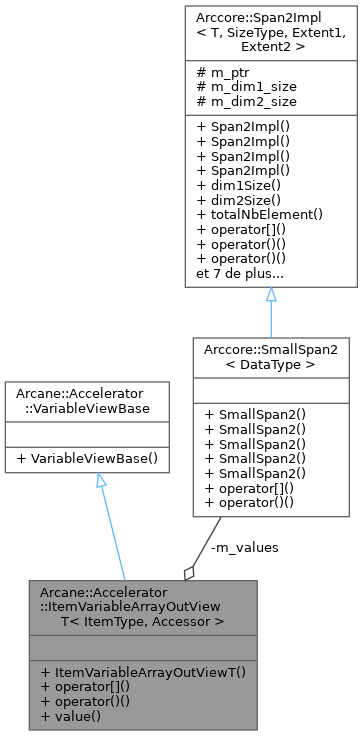 Arccore::Span2Impl
< T, SizeType, Extent1,
Extent2 >
# m_ptr
# m_dim1_size
# m_dim2_size
+ Span2Impl()
+ Span2Impl()
+ Span2Impl()
+ Span2Impl()
+ dim1Size()
+ dim2Size()
+ totalNbElement()
+ operator[]()
+ operator()()
+ operator()()
et 7 de plus...
Arccore::SmallSpan2
< DataType >
+ SmallSpan2()
+ SmallSpan2()
+ SmallSpan2()
+ SmallSpan2()
+ SmallSpan2()
+ operator[]()
+ operator()()
Arcane::Accelerator
::VariableViewBase
+ VariableViewBase()
-m_values
Arcane::Accelerator
::ItemVariableArrayOutView
T< ItemType, Accessor >
+ ItemVariableArrayOutViewT()
+ operator[]()
+ operator()()
+ value()